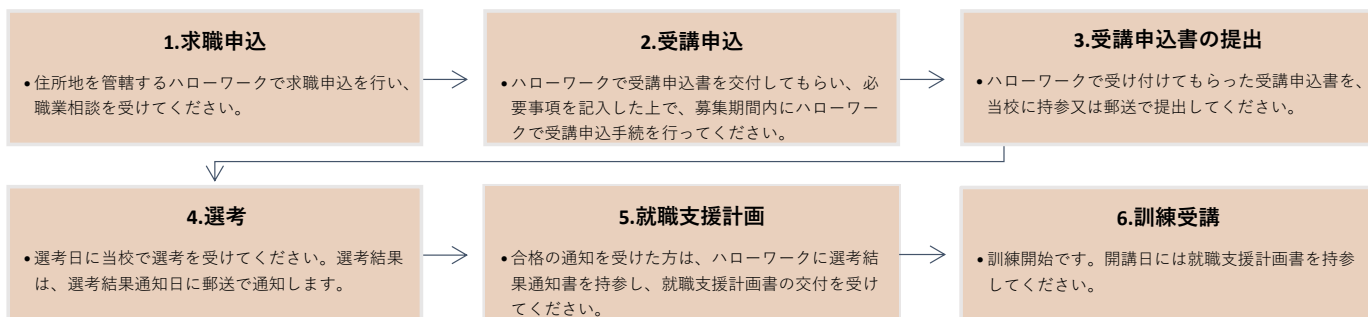 1.求職申込
•住所地を管轄するハローワークで求職申込を行い、
職業相談を受けてください。
2.受講申込
•ハローワークで受講申込書を交付してもらい、必
要事項を記入した上で、募集期間内にハローワー
クで受講申込手続を行ってください。
3.受講申込書の提出
•ハローワークで受け付けてもらった受講申込書を、
当校に持参又は郵送で提出してください。
4.選考
•選考日に当校で選考を受けてください。選考結果
は、選考結果通知日に郵送で通知します。
5.就職支援計画
•合格の通知を受けた方は、ハローワークに選考結
果通知書を持参し、就職支援計画書の交付を受け
てください。
6.訓練受講
•訓練開始です。開講日には就職支援計画書を持参
してください。